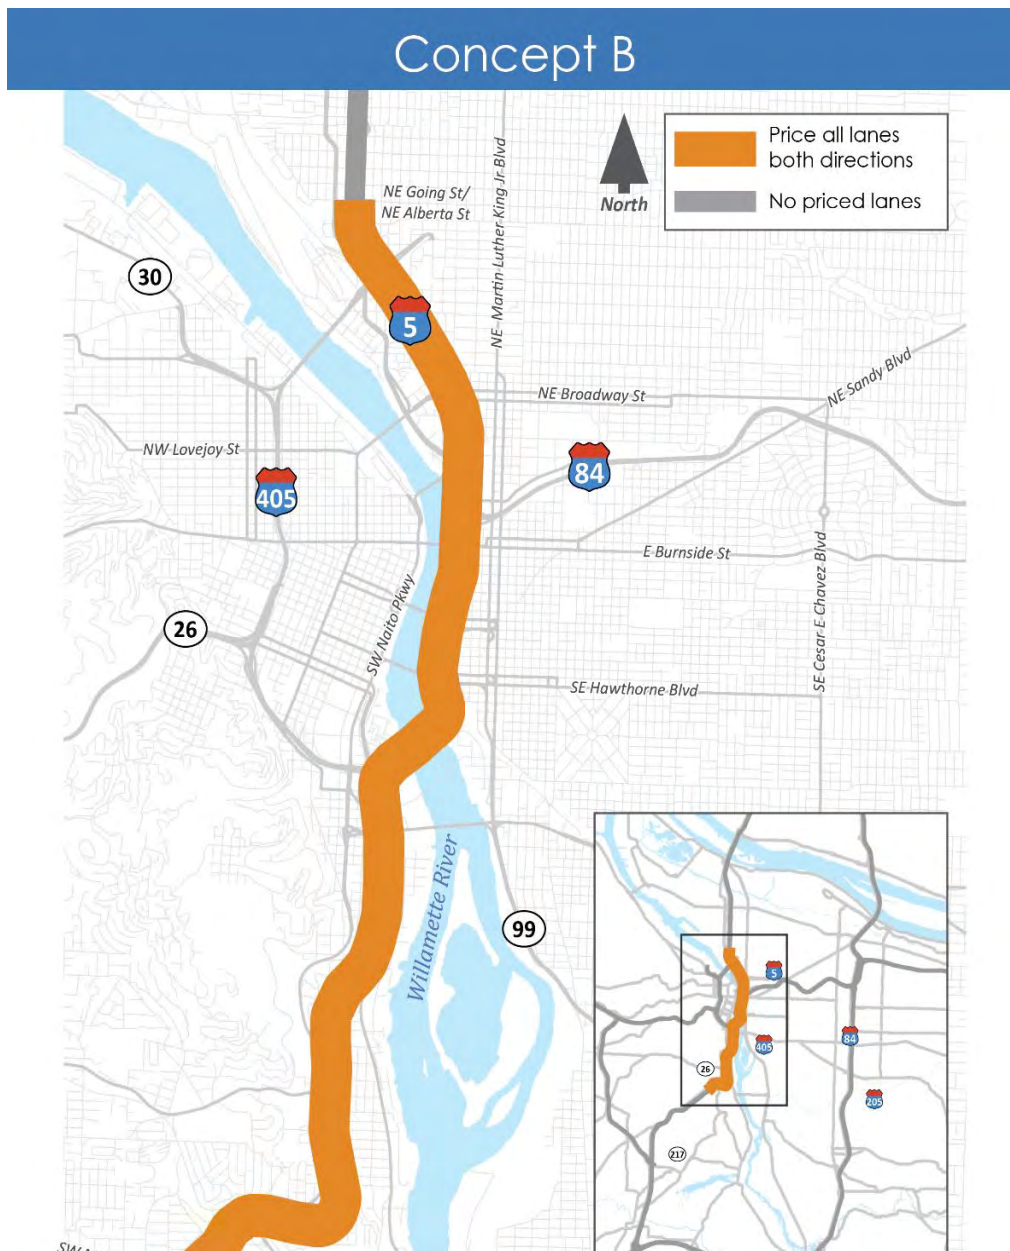 Concept B
Price all lanes
both directions
No priced lanes
North
NE Going St/
NE Alberta St
NE Martin Luther King Jr Blvd
30
5
NE Broadway St
NE Sandy Blvd
NW Lovejoy St
405
84
E Burnside St
SW Naito Pkwy
SE Cesar E Chavez Blvd
26
SE Hawthorne Blvd
Willamette River
99
5
405
84
26
205
217